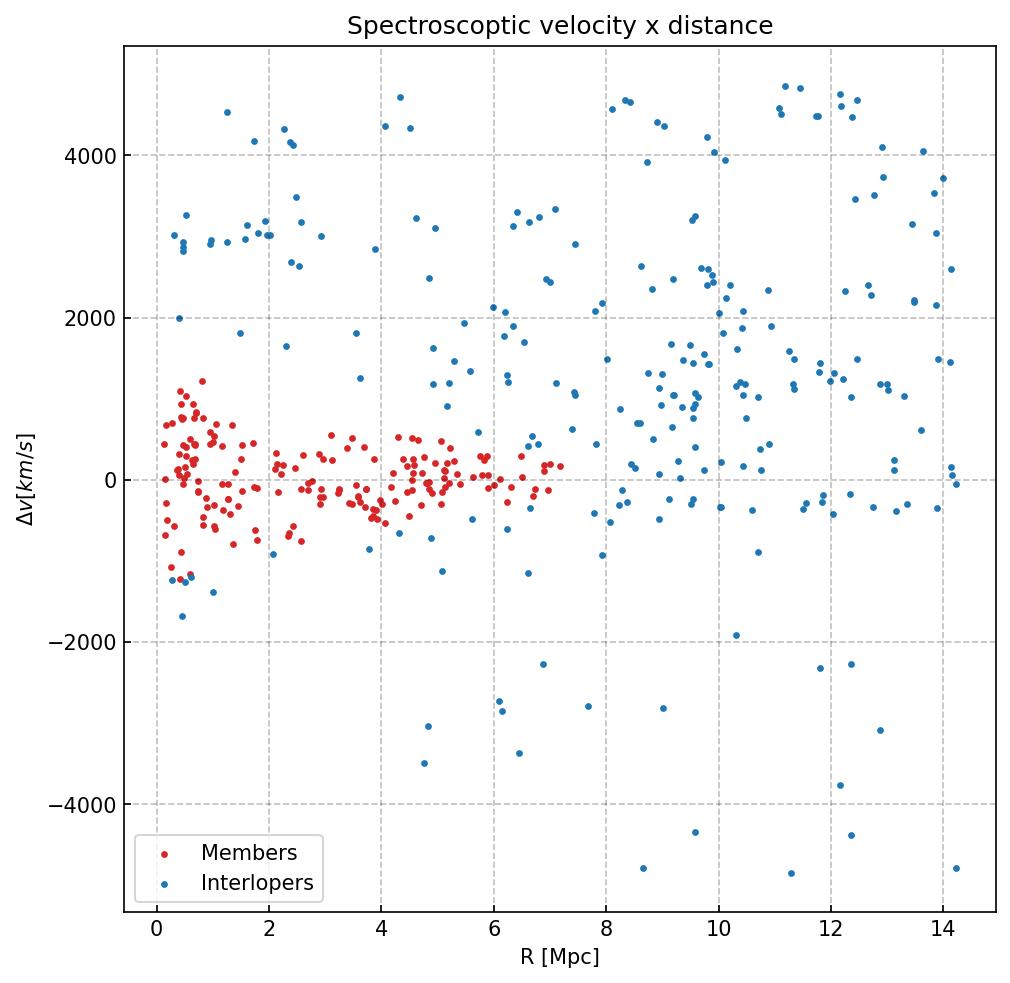 Spectroscoptic velocity x distance
Δv[km/s]
4000
2000
0
−2000
−4000
Members
Interlopers
0 2 4 6 8 10 12 14
R [Mpc]